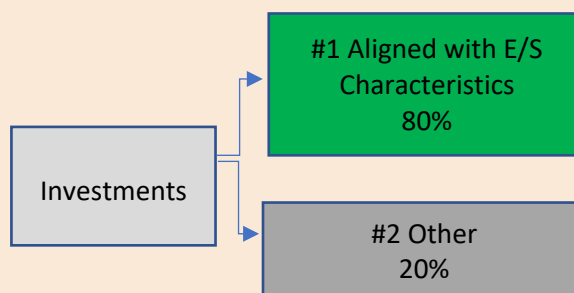 #1 Aligned with E/S
Characteristics
80%
Investments
#2 Other
20%